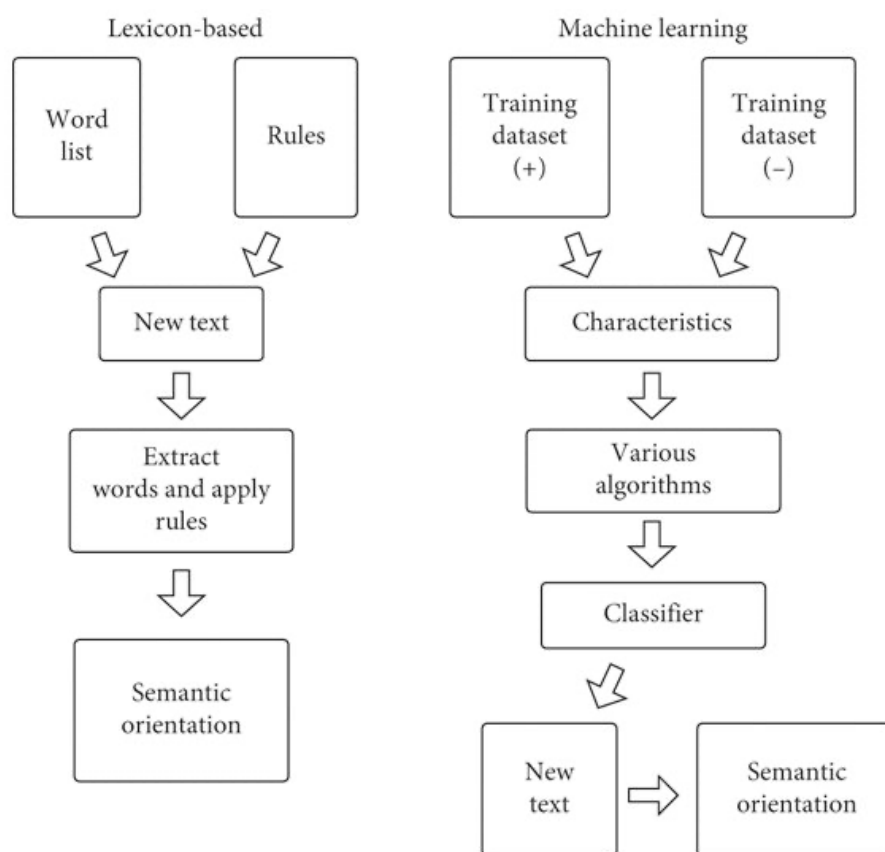 Lexicon-based
Word
list
Rules
New text
Extract
words and apply
rules
Semantic
orientation
Machine learning
Training
dataset
(+)
Training
dataset
(–)
Characteristics
Various
algorithms
Classifier
New
text
Semantic
orientation